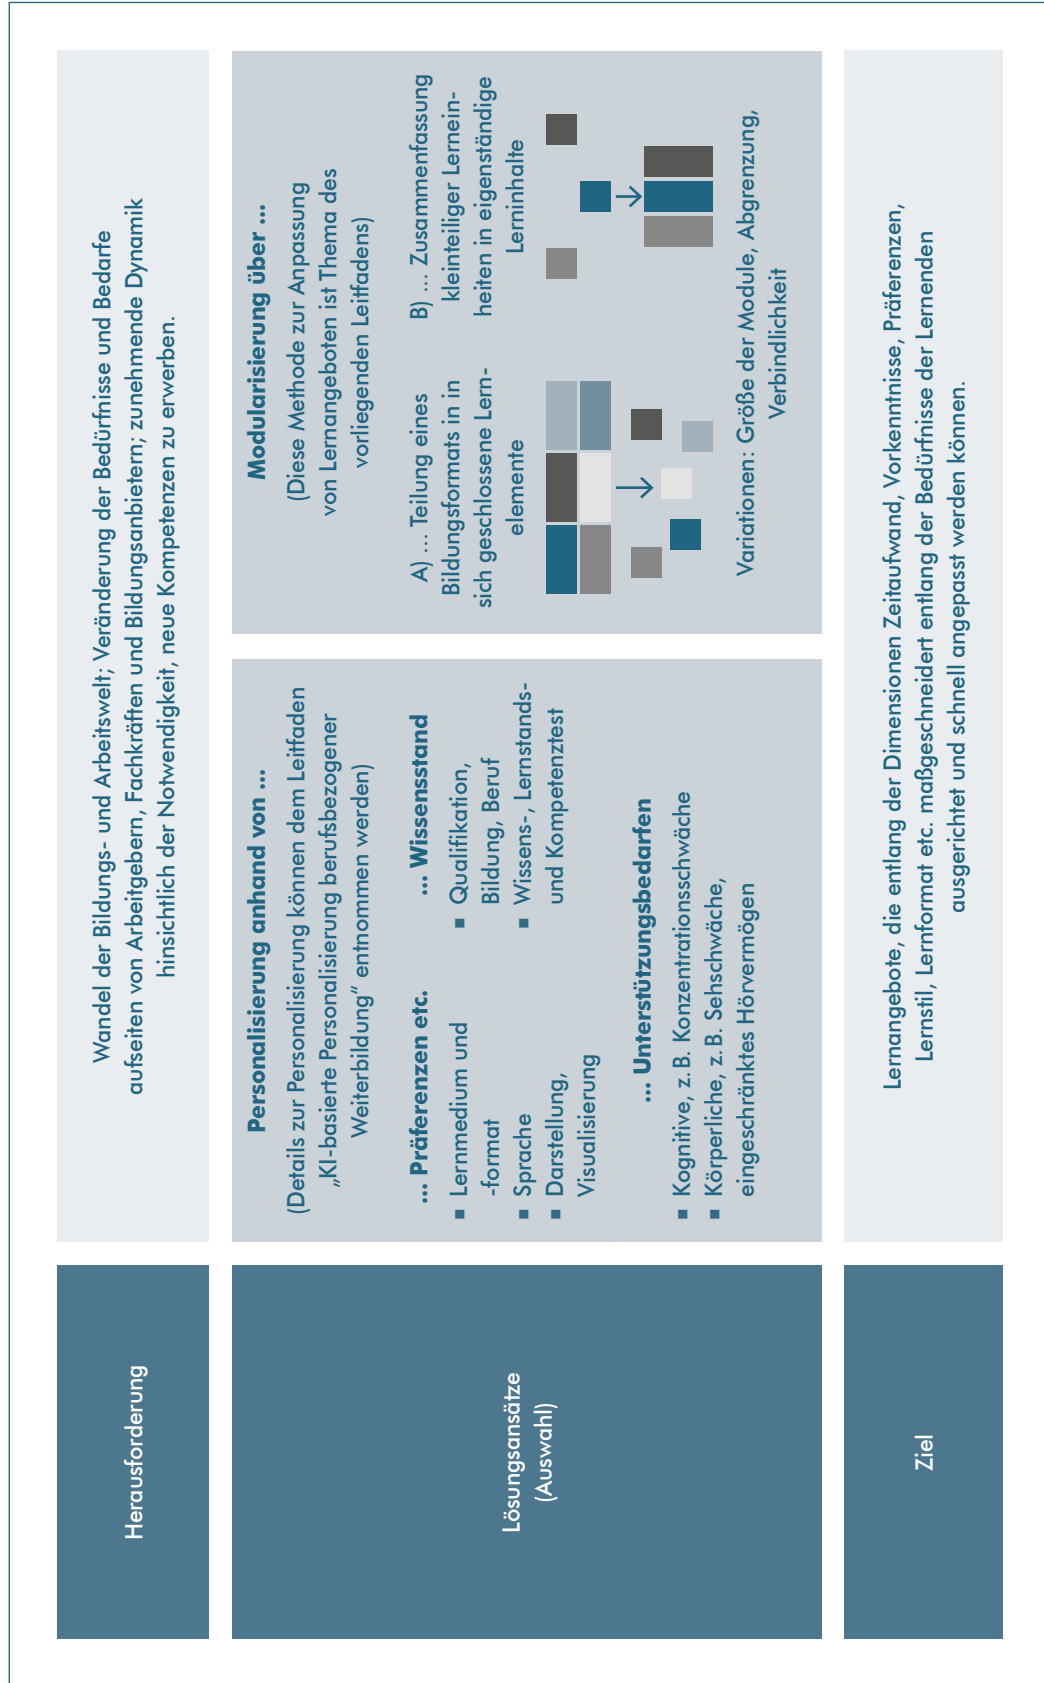 Herausforderung
Wandel der Bildungs- und Arbeitswelt; Veränderung der Bedürfnisse und Bedarfe
aufseiten von Arbeitgebern, Fachkräften und Bildungsanbietern; zunehmende Dynamik
hinsichtlich der Notwendigkeit, neue Kompetenzen zu erwerben.
Lösungsansätze
(Auswahl)
Personalisierung anhand von ...
(Details zur Personalisierung können dem Leitfaden
„KI-basierte Personalisierung berufsbezogener
Weiterbildung“ entnommen werden)
... Präferenzen etc.
▪ Lernmedium und
-format
▪ Sprache
▪ Darstellung,
Visualisierung
... Wissensstand
▪ Qualifikation,
Bildung, Beruf
▪ Wissens-, Lernstands-
und Kompetenztest
... Unterstützungsbedarfen
▪ Kognitive, z. B. Konzentrationsschwäche
▪ Körperliche, z. B. Sehschwäche,
eingeschränktes Hörvermögen
Modularisierung über ...
(Diese Methode zur Anpassung
von Lernangeboten ist Thema des
vorliegenden Leitfadens)
A) ... Teilung eines
Bildungsformats in in
sich geschlossene Lern-
elemente
B) ... Zusammenfassung
kleinteiliger Lernein-
heiten in eigenständige
Lerninhalte
Variationen: Größe der Module, Abgrenzung,
Verbindlichkeit
Ziel
Lernangebote, die entlang der Dimensionen Zeitaufwand, Vorkenntnisse, Präferenzen,
Lernstil, Lernformat etc. maßgeschneidert entlang der Bedürfnisse der Lernenden
ausgerichtet und schnell angepasst werden können.